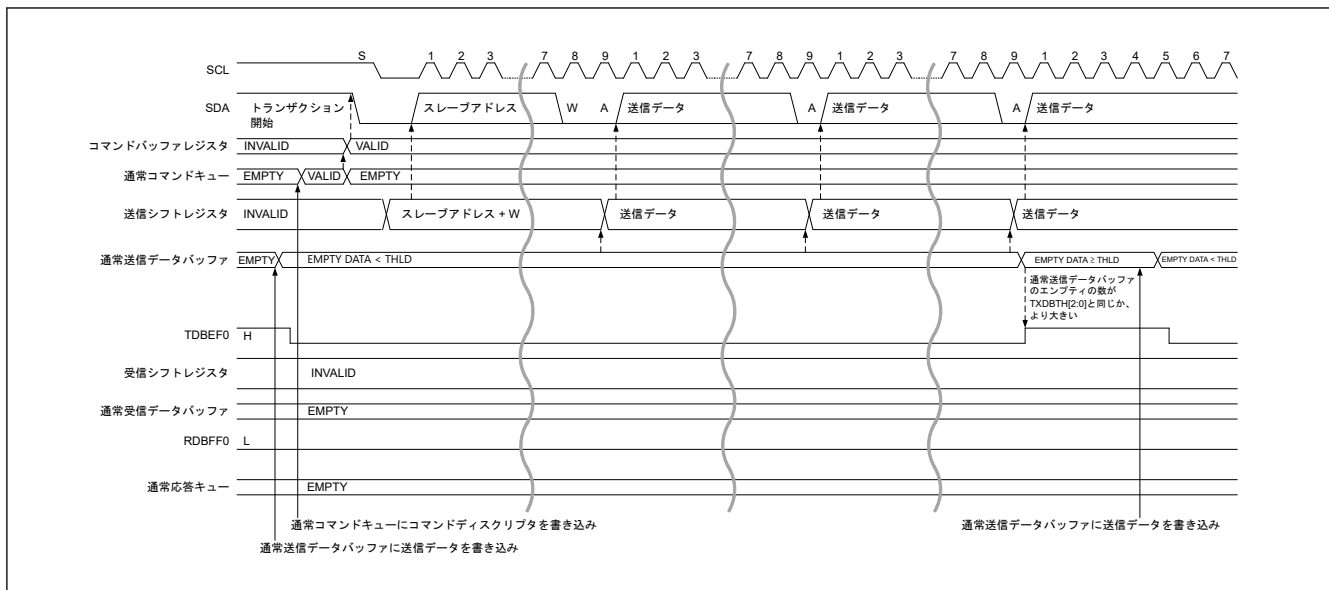 S 1 2 3 7 8 9 1 2 3 7 8 9 1 2 3 7 8 9 1 2 3 4 5 6 7
SCL
SDA トランザクション
開始 スレーブアドレス W A 送信データ A 送信データ A 送信データ
コマンドバッファレジスタ INVALID VALID
通常コマンドキュー EMPTY VALID EMPTY
送信シフトレジスタ INVALID スレーブアドレス + W 送信データ 送信データ 送信データ
通常送信データバッファ EMPTY EMPTY DATA < THLD EMPTY DATA ≥ THLD EMPTY DATA < THLD
通常送信データバッファ
のエンプティの数が
TXDBTH[2:0]と同じか、
より大きい
TDBEF0 H
受信シフトレジスタ INVALID
通常受信データバッファ EMPTY
RDBFF0 L
通常応答キュー EMPTY
通常コマンドキューにコマンドディスクリプタを書き込み 通常送信データバッファに送信データを書き込み
通常送信データバッファに送信データを書き込み